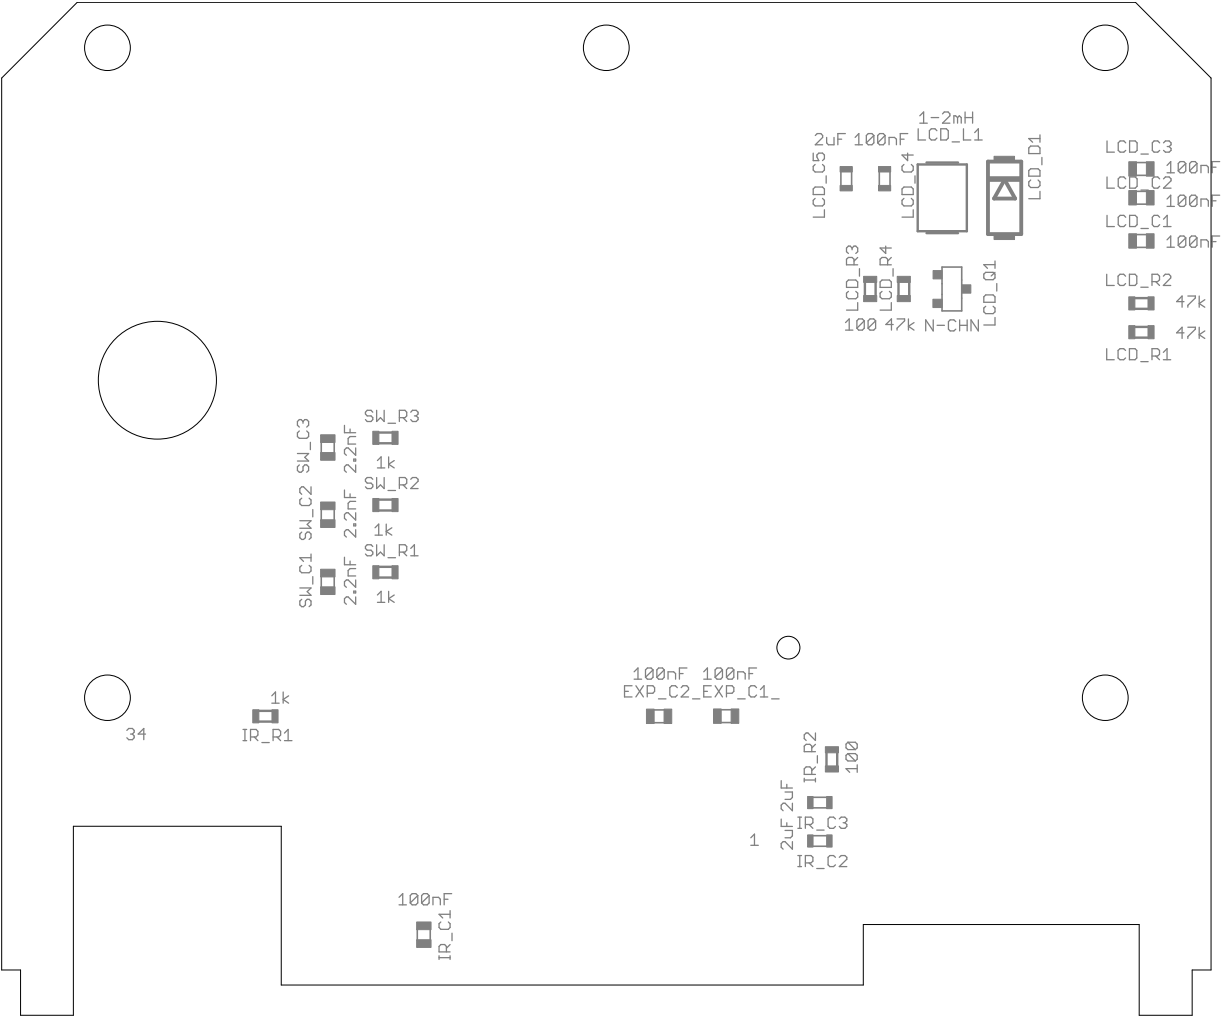 1-2mH
LCD_L1
2uF
100nF
LCD_C5
LCD_C4
LCD_D1
LCD_C3
100nF
LCD_C2
100nF
LCD_C1
100nF
LCD_R3
LCD_R4
LCD_Q1
100
47k
N-CHN
LCD_R2
47k
47k
LCD_R1
SW_C3
2.2nF
SW_R3
1k
SW_C2
2.2nF
SW_R2
1k
SW_C1
2.2nF
SW_R1
1k
100nF
100nF
EXP_C2_
EXP_C1_
1k
IR_R1
34
IR_R2
100
2uF
IR_C3
1
2uF
IR_C2
100nF
IR_C1